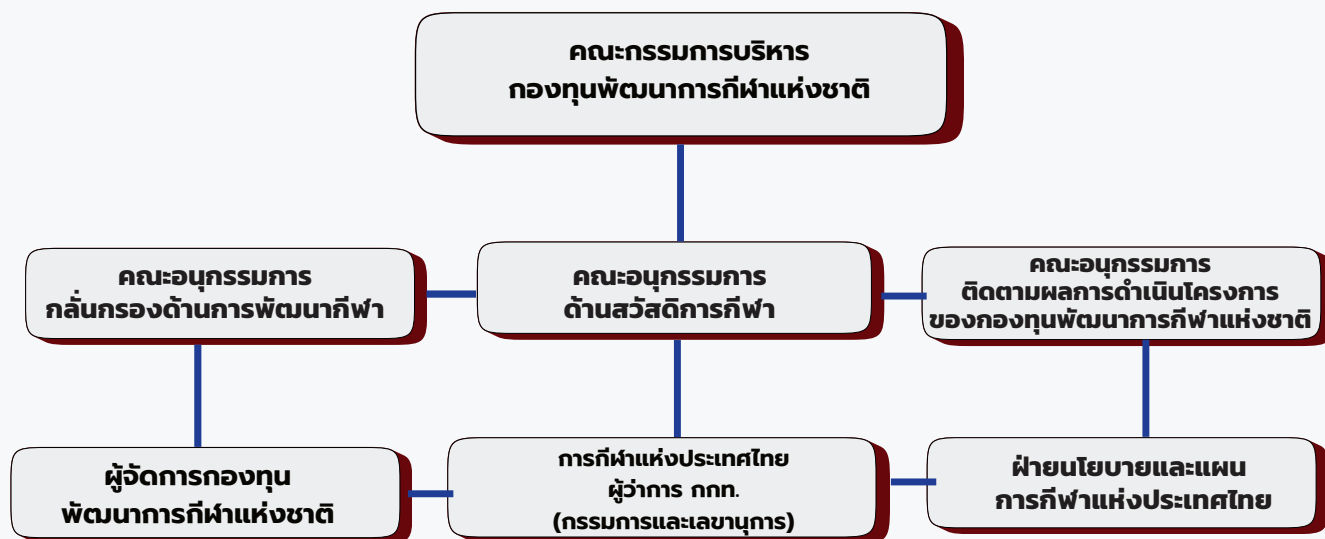 คณะกรรมการบริหาร
กองทุนพัฒนาการกีฬาแห่งชาติ
คณะอนุกรรมการ
กลั่นกรองด้านการพัฒนากีฬา
คณะอนุกรรมการ
ด้านสวัสดิการกีฬา
คณะอนุกรรมการ
ติดตามผลการดำเนินโครงการ
ของกองทุนพัฒนาการกีฬาแห่งชาติ
ผู้จัดการกองทุน
พัฒนาการกีฬาแห่งชาติ
การกีฬาแห่งประเทศไทย
ผู้ว่าการ กกท.
(กรรมการและเลขานุการ)
ฝ่ายนโยบายและแผน
การกีฬาแห่งประเทศไทย